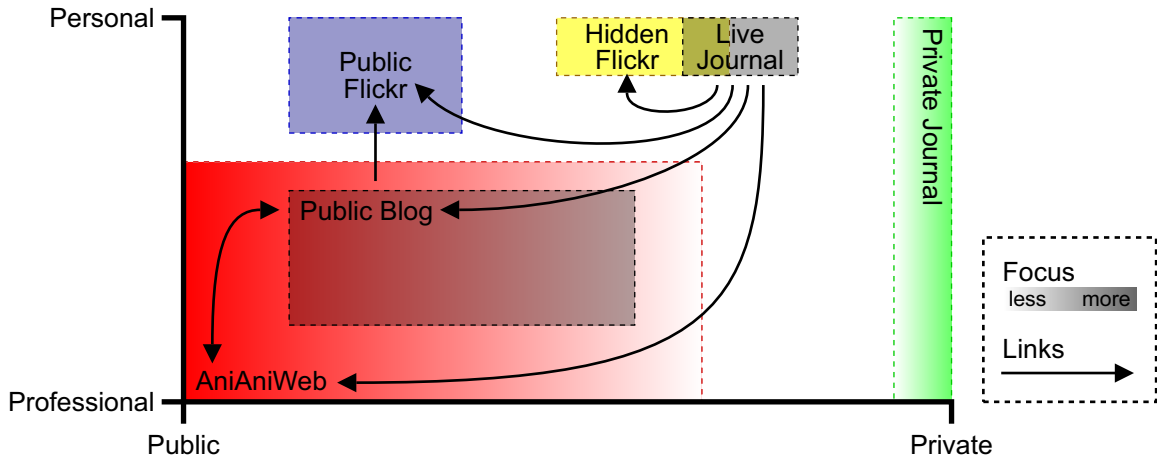 Personal
Public
Flickr
Hidden
Flickr
Live
Journal
Private Journal
Public Blog
AniAniWeb
Professional
Public
Private
Focus
less
more
Links